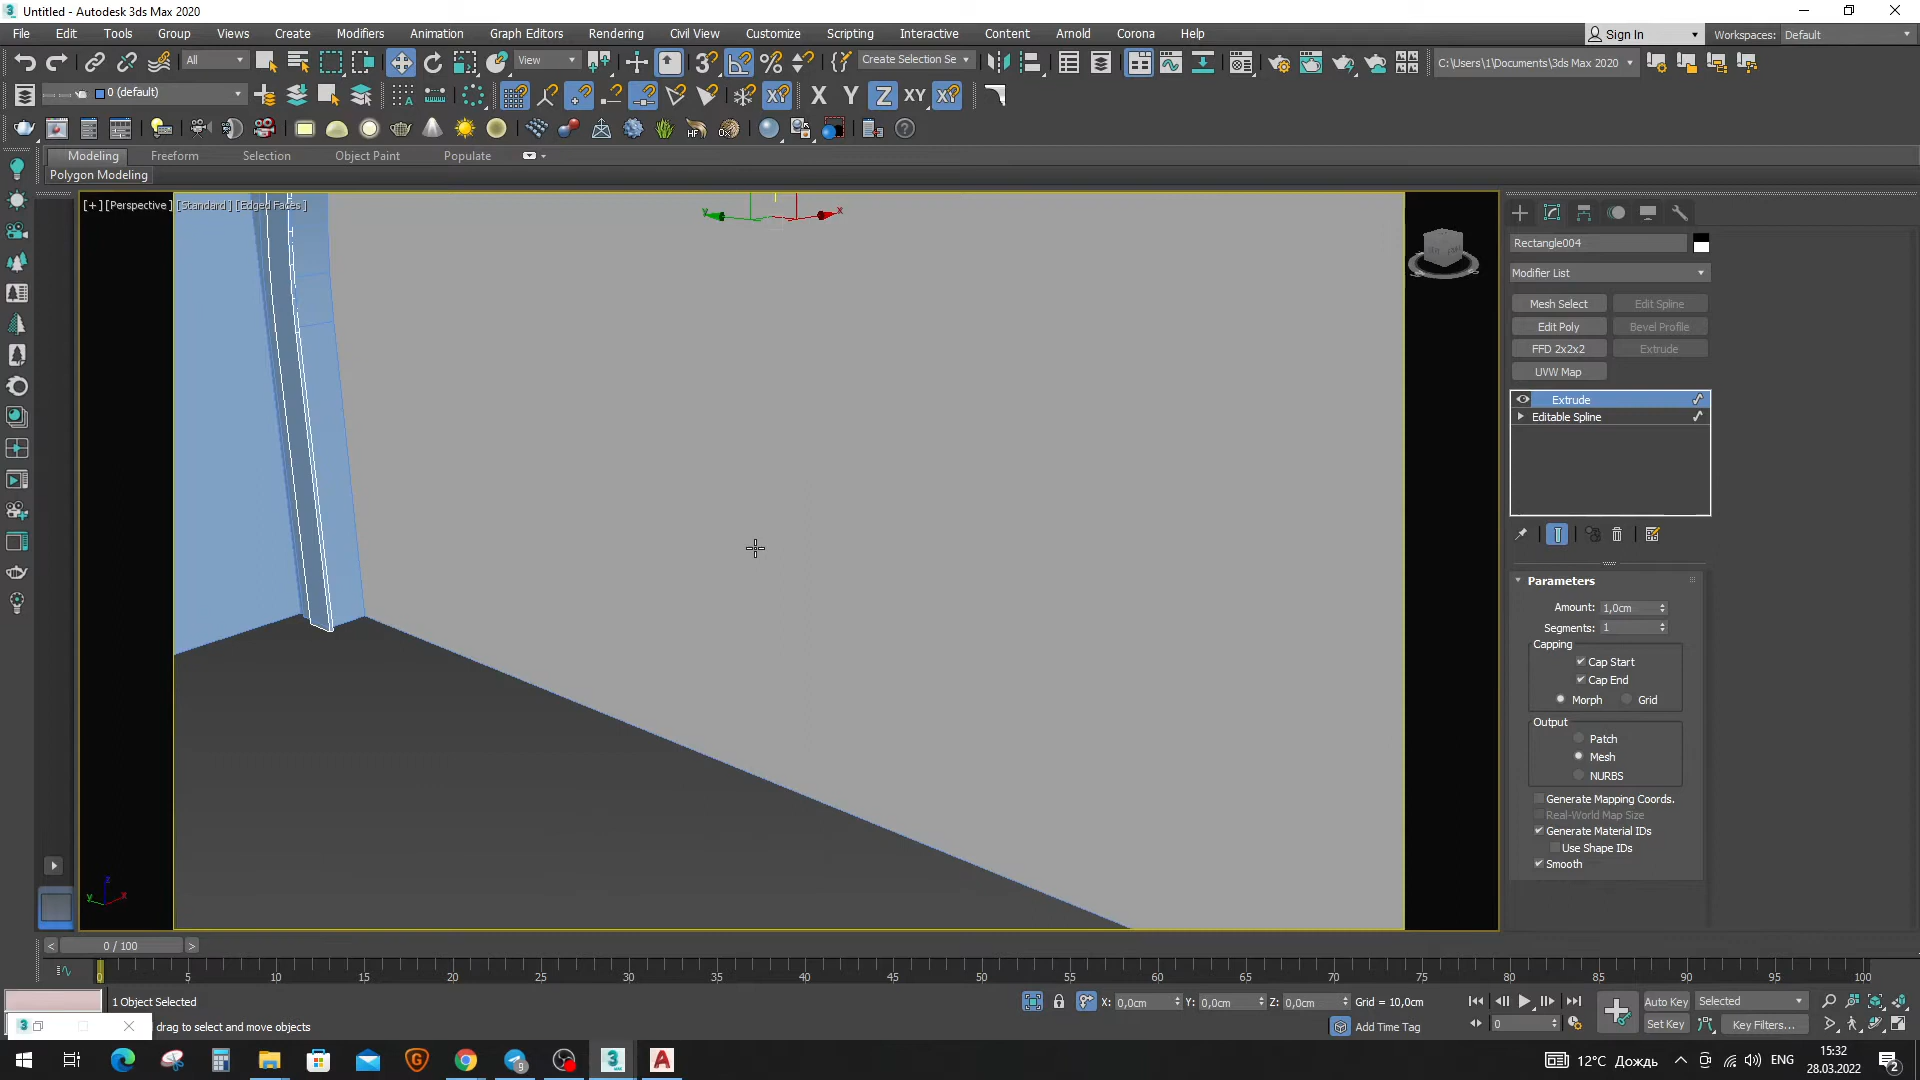 Untitled - Autodesk 3ds Max 2020
File Edit Tools Group Views Create Modifiers Animation Graph Editors Rendering Civil View Customize Scripting Interactive Content Arnold Corona Help
Sign In
Workspaces: Default
All
View
Create Selection Se
C:\Users\1\Documents\3ds Max 2020
0 (default)
X Y Z XY
Modeling Freeform Selection Object Paint Populate
Polygon Modeling
[+] [Perspective] [Standard] [Edged Faces]
y x
Rectangle004
Modifier List
Mesh Select Edit Spline
Edit Poly Bevel Profile
FFD 2x2x2 Extrude
UVW Map
Extrude
Editable Spline
Parameters
Amount: 1,0cm
Segments: 1
Capping
Cap Start
Cap End
Morph Grid
Output
Patch
Mesh
NURBS
Generate Mapping Coords.
Real-World Map Size
Generate Material IDs
Use Shape IDs
Smooth
z
y x
0 / 100
0 5 10 15 20 25 30 35 40 45 50 55 60 65 70 75 80 85 90 95 100
1 Object Selected
X: 0,0cm Y: 0,0cm Z: 0,0cm Grid = 10,0cm
Auto Key Selected
drag to select and move objects
Add Time Tag
0
Set Key Key Filters...
12°C Дождь
ENG
15:32
28.03.2022
2